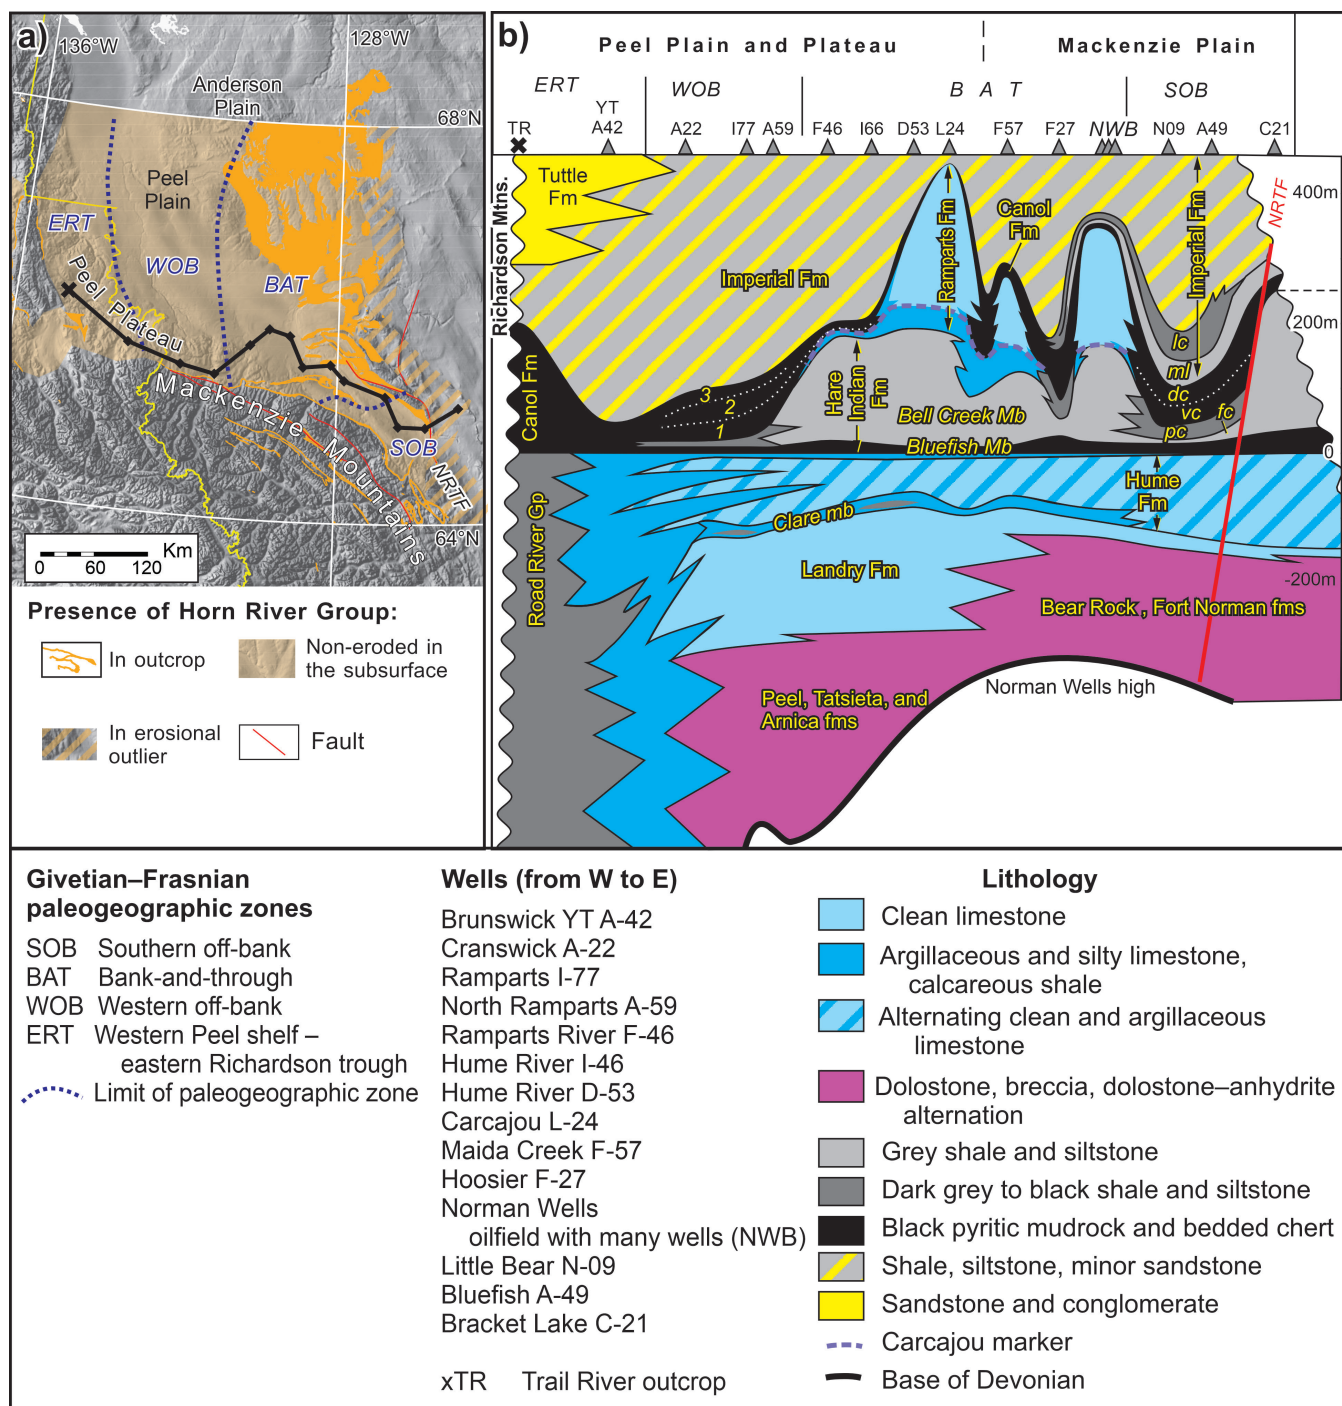 a)
136°W
128°W
Anderson
Plain
68°N
Peel
Plain
ERT
WOB
BAT
Peel Plateau
Mackenzie Mountains
SOB
NRTF
64°N
Km
0 60 120
Presence of Horn River Group:
In outcrop
Non-eroded in
the subsurface
In erosional
outlier
Fault
b)
Peel Plain and Plateau
Mackenzie Plain
ERT WOB B A T SOB
YT
TR A42 A22 I77 A59 F46 I66 D53 L24 F57 F27 NWB N09 A49 C21
Richardson Mtns.
Tuttle
Fm
400m
NRTF
Canol
Fm
Ramparts Fm
Imperial Fm
Imperial Fm
200m
lc
ml
dc
vc
fc
pc
Canol Fm
3
2
1
Hare
Indian
Fm
Bell Creek Mb
Bluefish Mb
0
Hume
Fm
Clare mb
Road River Gp
Landry Fm
-200m
Bear Rock, Fort Norman fms
Norman Wells high
Peel, Tatsieta, and
Arnica fms
Givetian–Frasnian
paleogeographic zones
SOB Southern off-bank
BAT Bank-and-through
WOB Western off-bank
ERT Western Peel shelf –
eastern Richardson trough
Limit of paleogeographic zone
Wells (from W to E)
Brunswick YT A-42
Cranswick A-22
Ramparts I-77
North Ramparts A-59
Ramparts River F-46
Hume River I-46
Hume River D-53
Carcajou L-24
Maida Creek F-57
Hoosier F-27
Norman Wells
oilfield with many wells (NWB)
Little Bear N-09
Bluefish A-49
Bracket Lake C-21
xTR Trail River outcrop
Lithology
Clean limestone
Argillaceous and silty limestone,
calcareous shale
Alternating clean and argillaceous
limestone
Dolostone, breccia, dolostone–anhydrite
alternation
Grey shale and siltstone
Dark grey to black shale and siltstone
Black pyritic mudrock and bedded chert
Shale, siltstone, minor sandstone
Sandstone and conglomerate
Carcajou marker
Base of Devonian